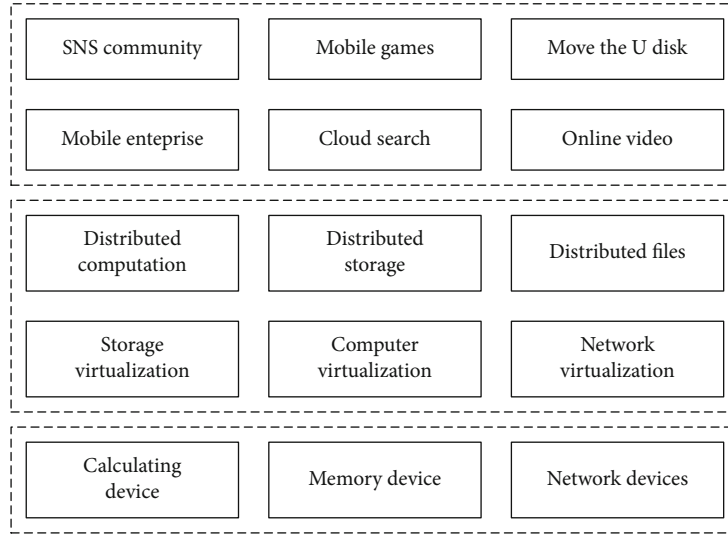 SNS community
Mobile games
Move the U disk
Mobile enteprise
Cloud search
Online video
Distributed
computation
Distributed
storage
Distributed files
Storage
virtualization
Computer
virtualization
Network
virtualization
Calculating
device
Memory device
Network devices